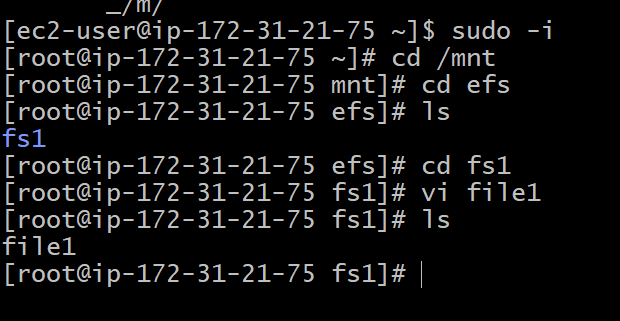 _/m/
[ec2-user@ip-172-31-21-75 ~]$ sudo -i
[root@ip-172-31-21-75 ~]# cd /mnt
[root@ip-172-31-21-75 mnt]# cd efs
[root@ip-172-31-21-75 efs]# ls
fs1
[root@ip-172-31-21-75 efs]# cd fs1
[root@ip-172-31-21-75 fs1]# vi file1
[root@ip-172-31-21-75 fs1]# ls
file1
[root@ip-172-31-21-75 fs1]#